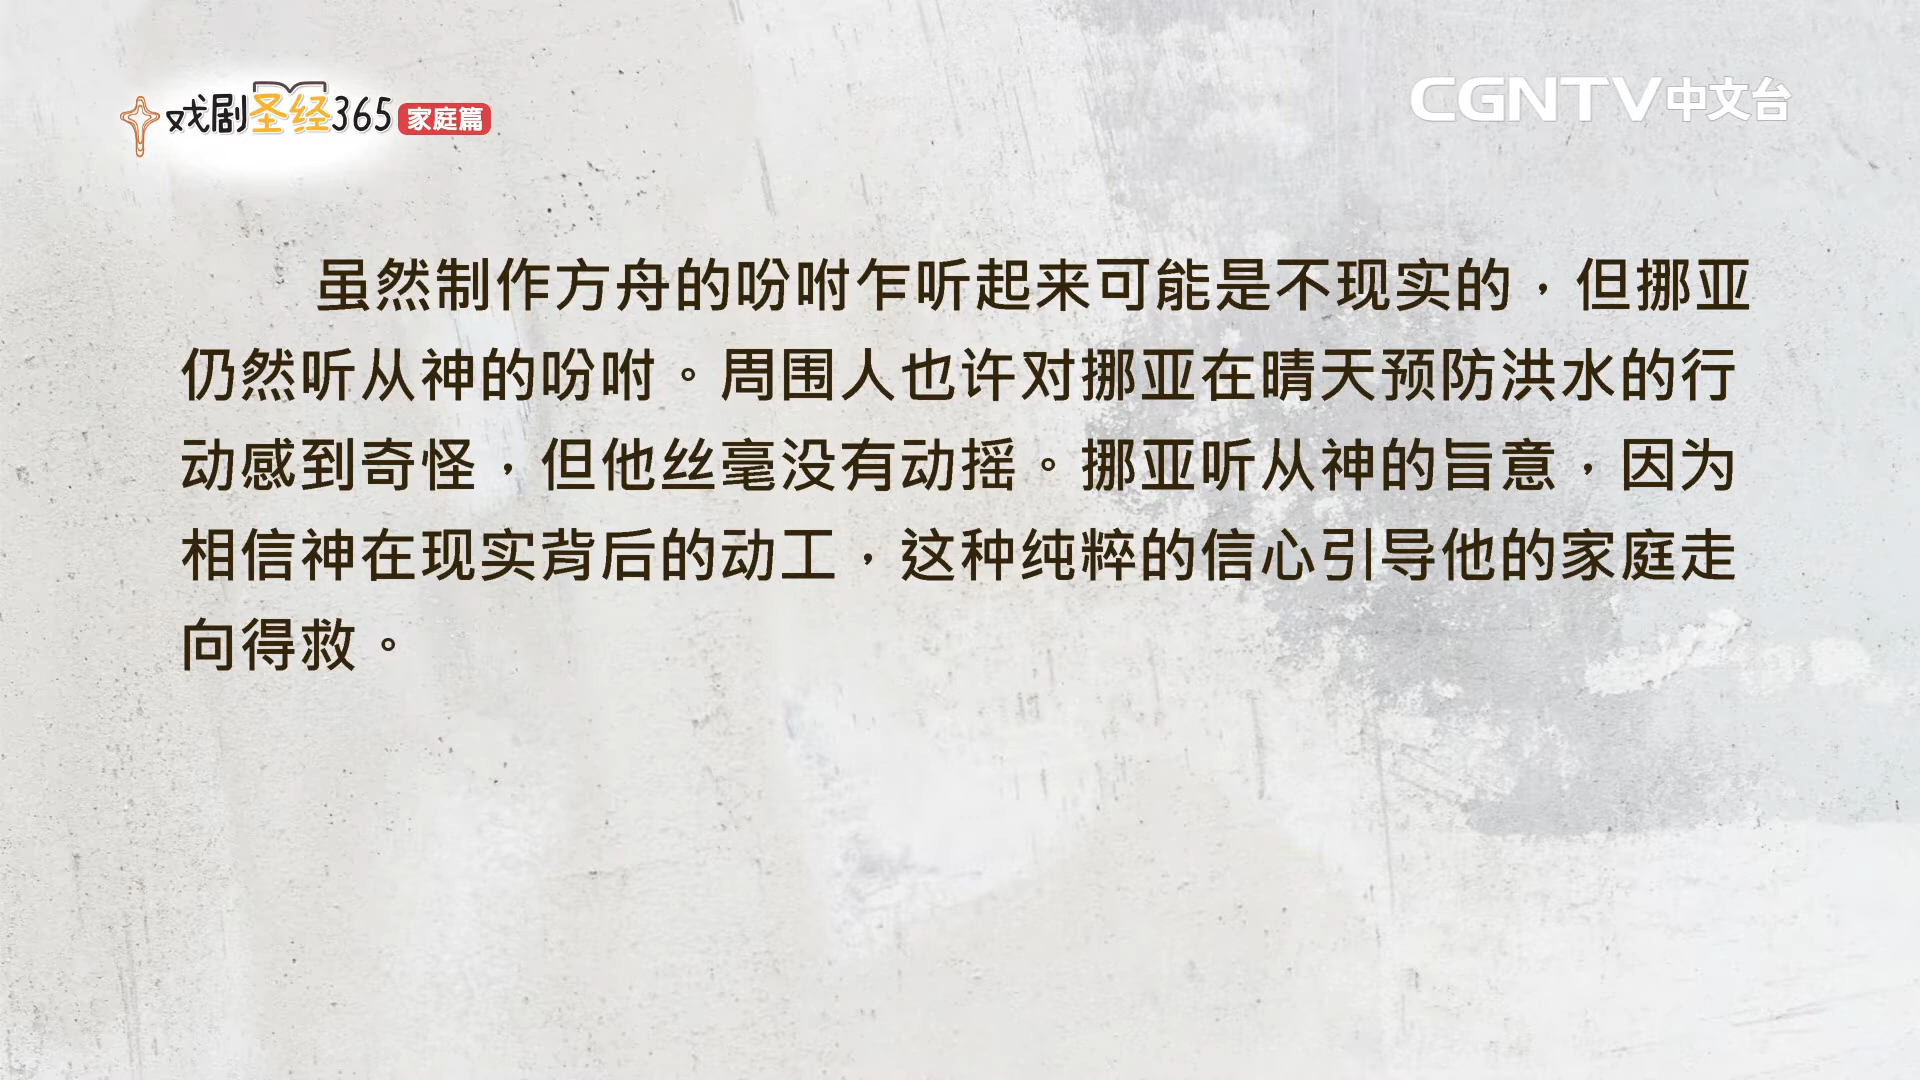 戏剧圣经365 家庭篇
CGNTV中文台
虽然制作方舟的吩咐乍听起来可能是不现实的，但挪亚
仍然听从神的吩咐。周围人也许对挪亚在晴天预防洪水的行
动感到奇怪，但他丝毫没有动摇。挪亚听从神的旨意，因为
相信神在现实背后的动工，这种纯粹的信心引导他的家庭走
向得救。